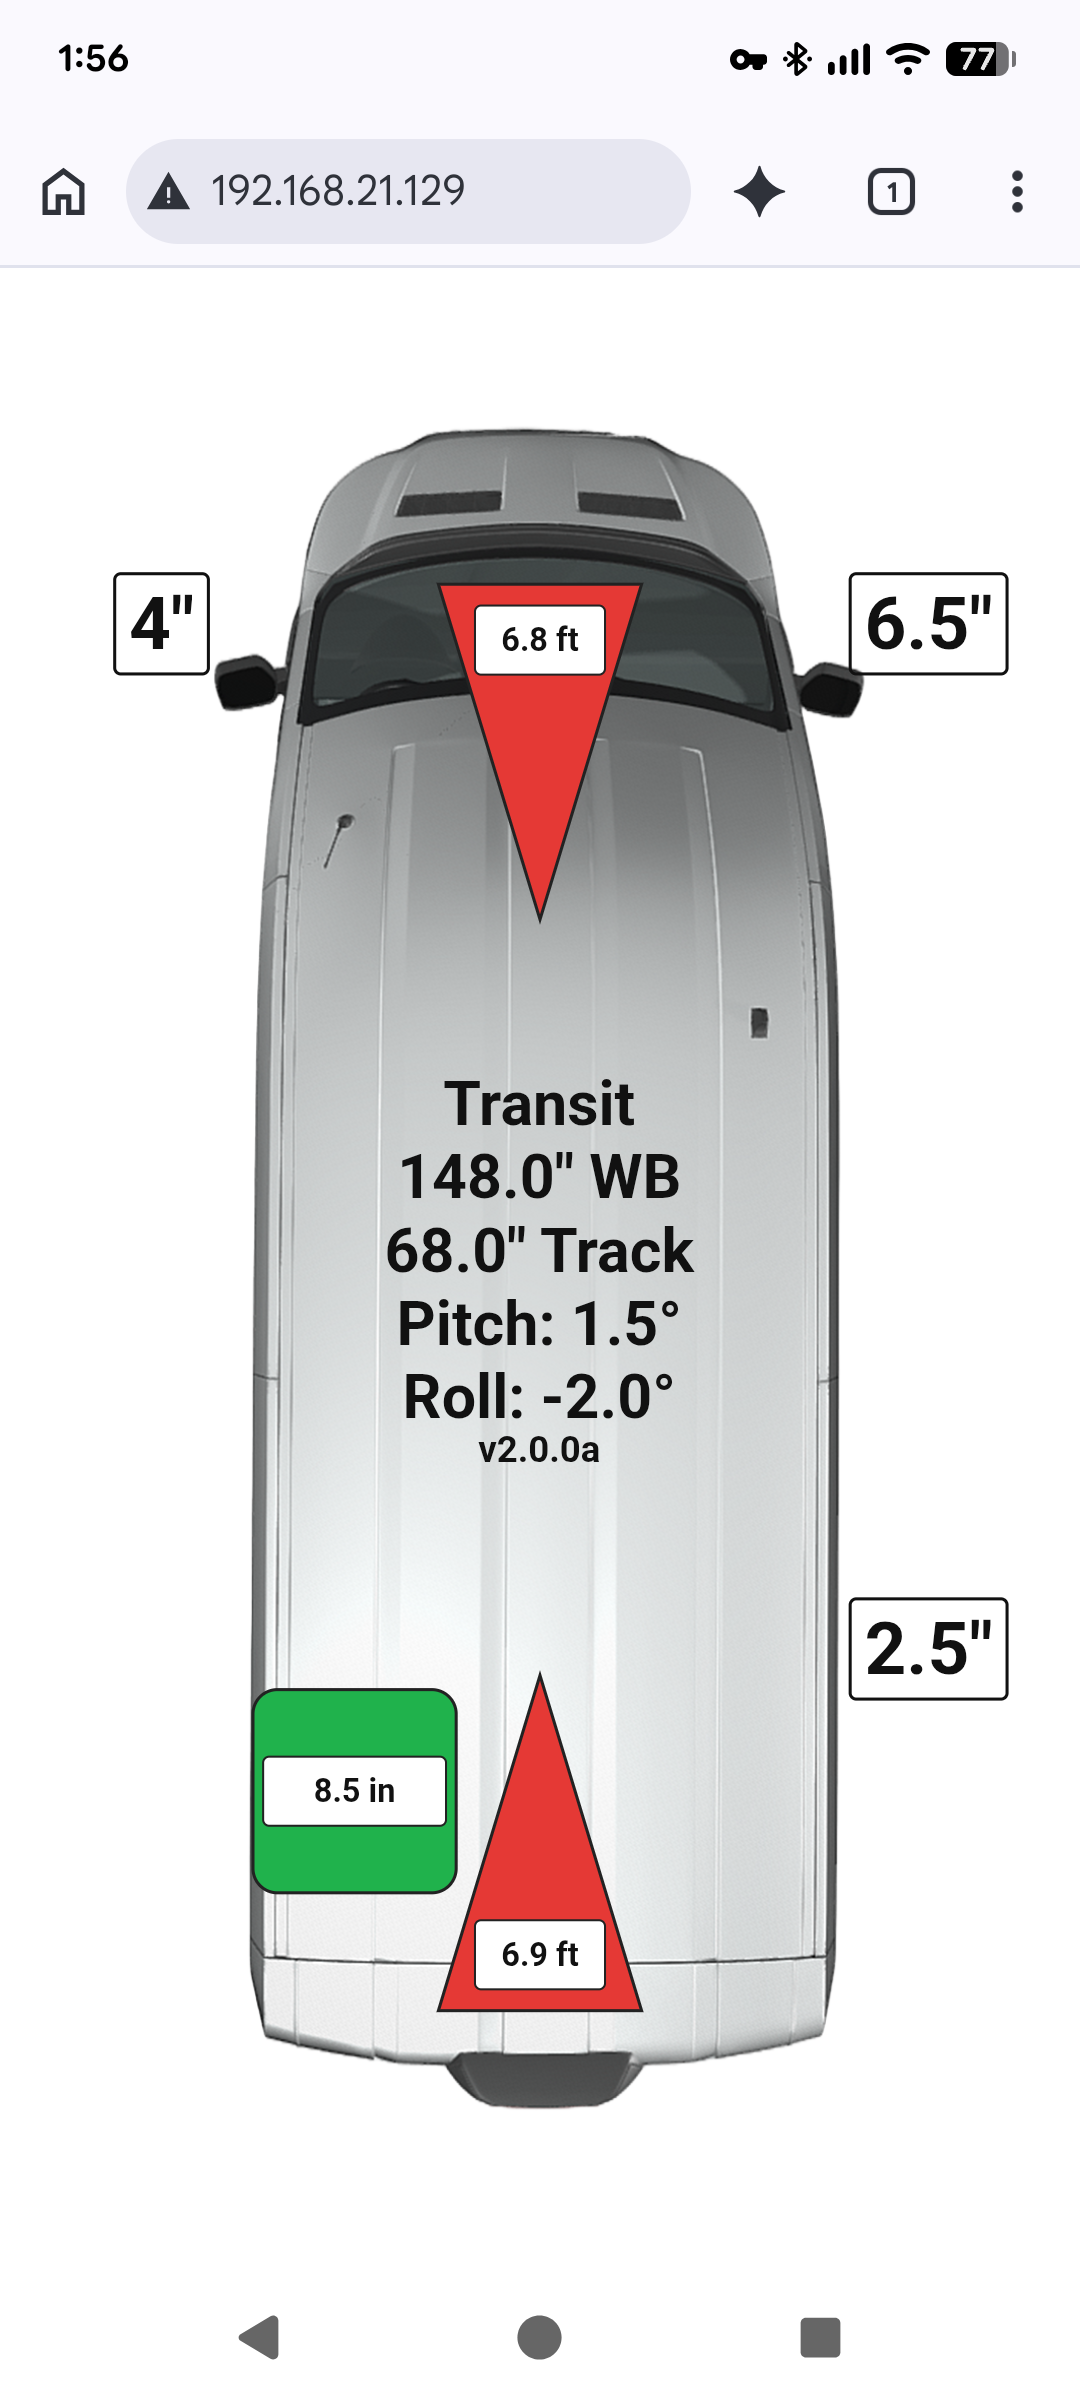 1:56
77
192.168.21.129
1
4"
6.5"
6.8 ft
Transit
148.0" WB
68.0" Track
Pitch: 1.5°
Roll: -2.0°
v2.0.0a
2.5"
8.5 in
6.9 ft